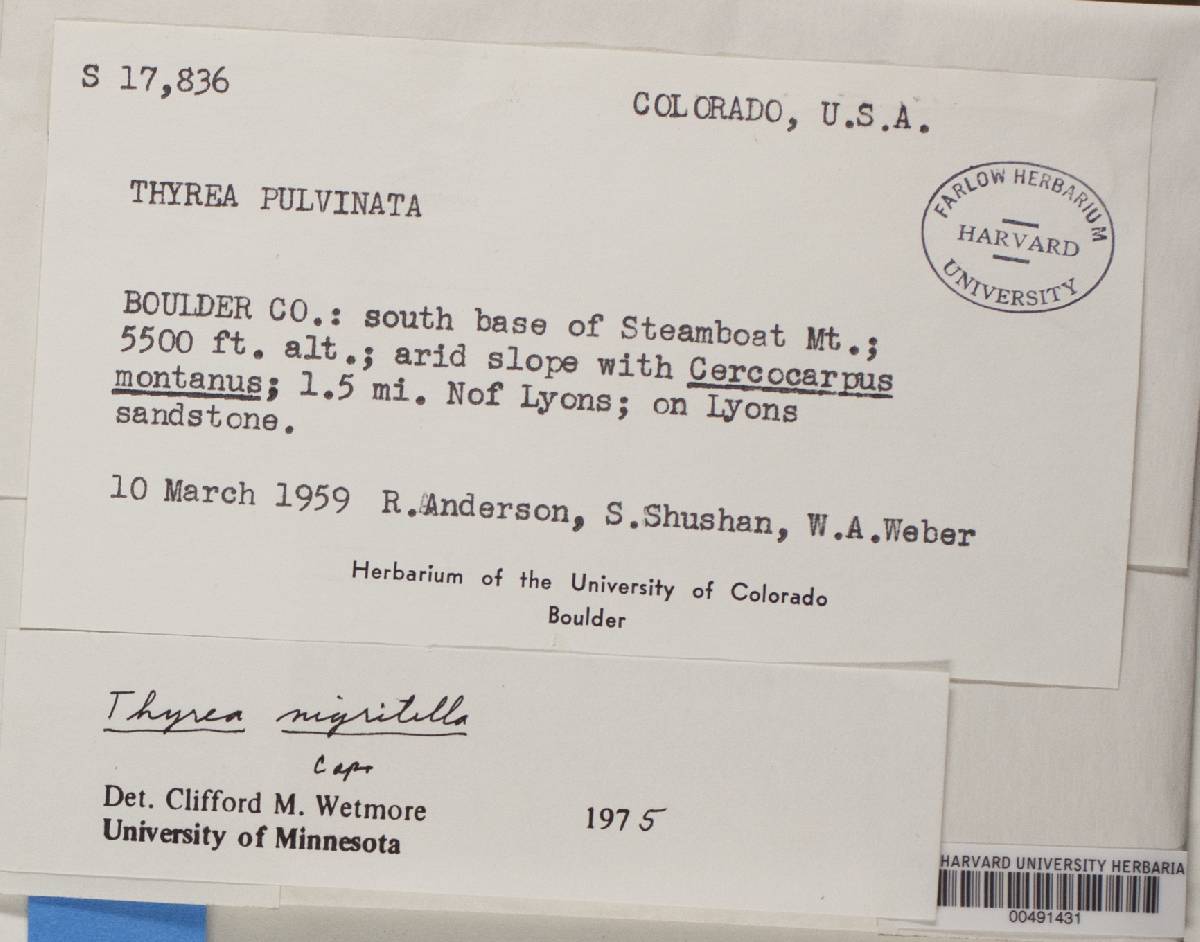 S 17,836
COLORADO, U.S.A.
THYREA PULVINATA
FARLOW HERBARIUM
HARVARD
UNIVERSITY
BOULDER CO.: south base of Steamboat Mt.;
5500 ft. alt.; arid slope with Cercocarpus
montanus; 1.5 mi. Nof Lyons; on Lyons
sandstone.
10 March 1959 R.Anderson, S.Shushan, W.A.Weber
Herbarium of the University of Colorado
Boulder
Thyrea nigritella
Det. Clifford M. Wetmore 1975
University of Minnesota
HARVARD UNIVERSITY HERBARIA
00491431